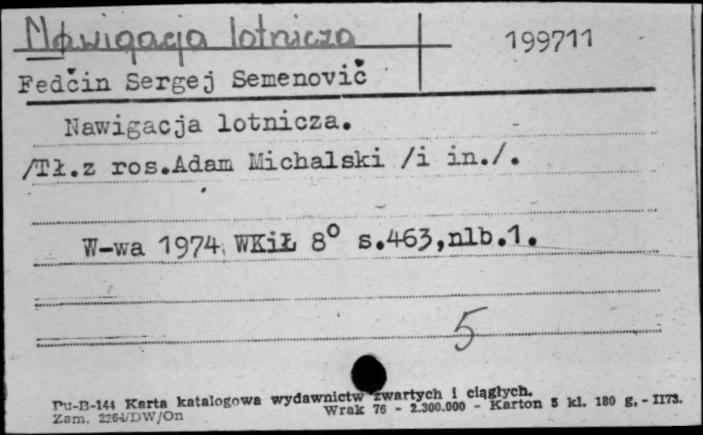 Nawigacja lotnicza 199711
Fedčin Sergej Semenovič
Nawigacja lotnicza.
/Tł.z ros.Adam Michalski /i in./.
W-wa 1974 WKiŁ 8° s.463,nlb.1.
5
Pu-B-144 Karta katalogowa wydawnictw zwartych i ciągłych.
Zam. 2264/DW/On Wrak 76 - 2.300.000 - Karton 5 kl. 180 g, - II73.